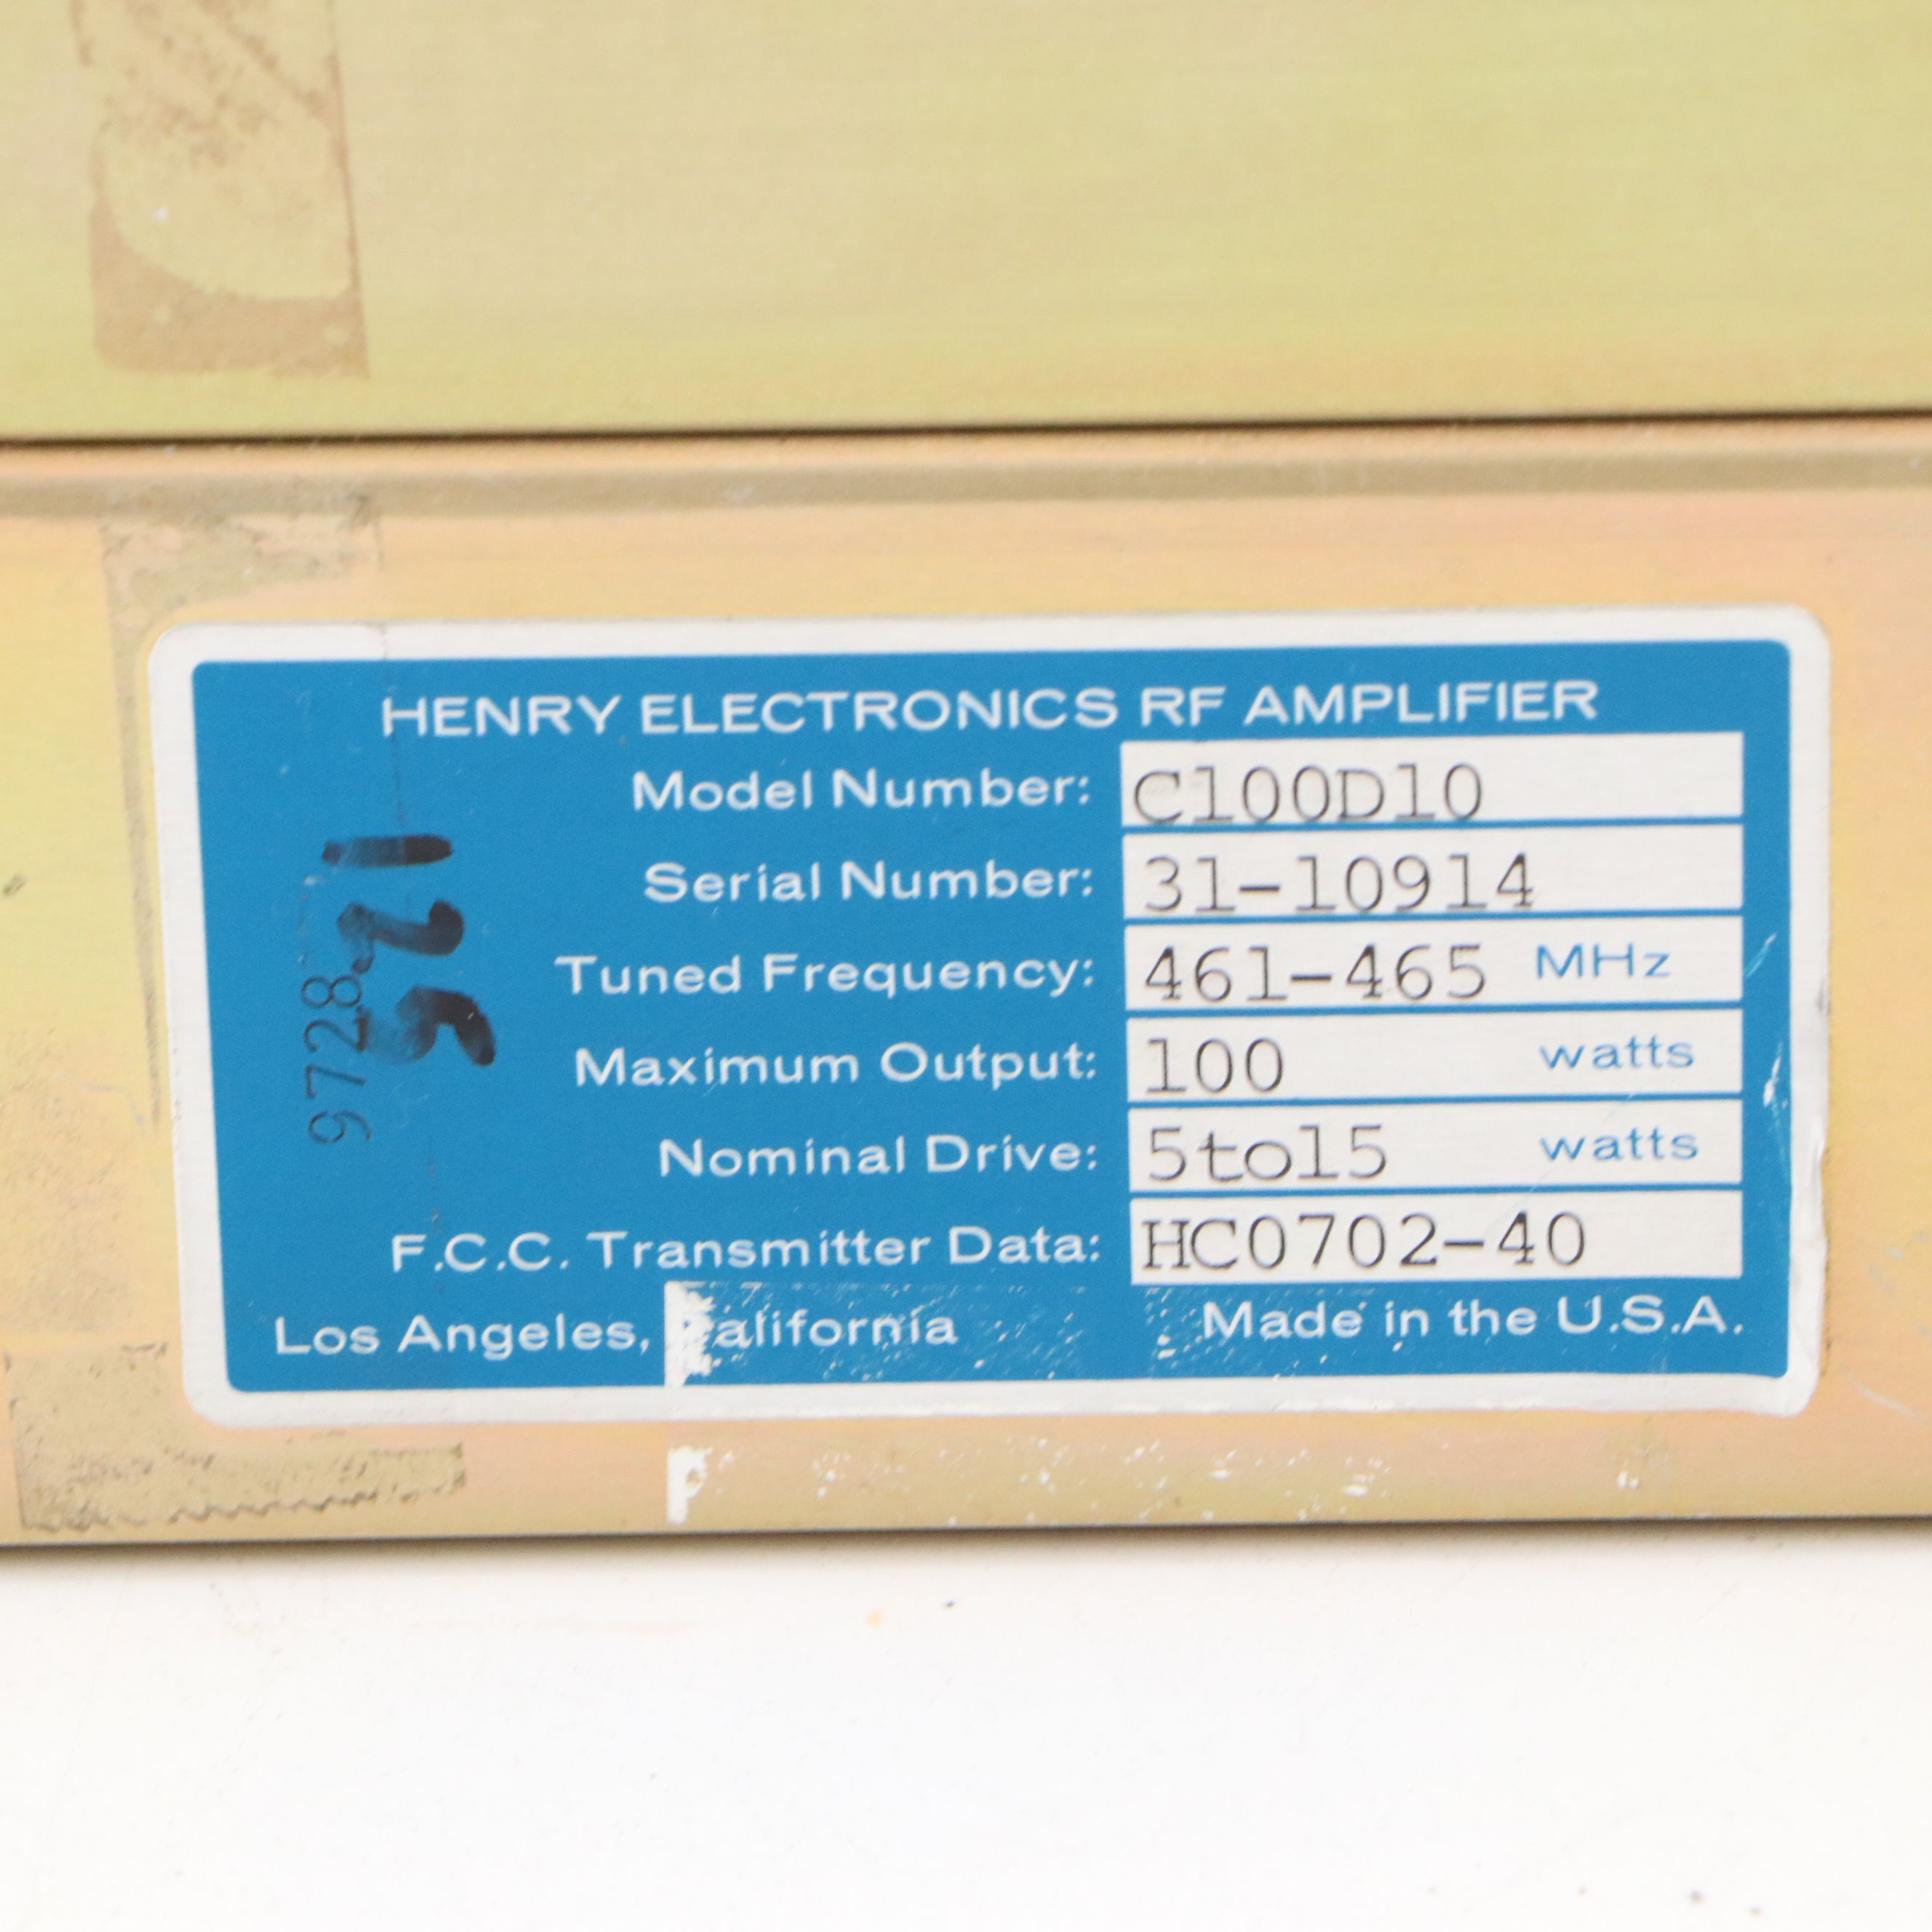 HENRY ELECTRONICS RF AMPLIFIER
Model Number: C100D10
Serial Number: 31-10914
Tuned Frequency: 461-465 MHz
Maximum Output: 100 watts
Nominal Drive: 5to15 watts
F.C.C. Transmitter Data: HC0702-40
Los Angeles, California Made in the U.S.A.
9728
125